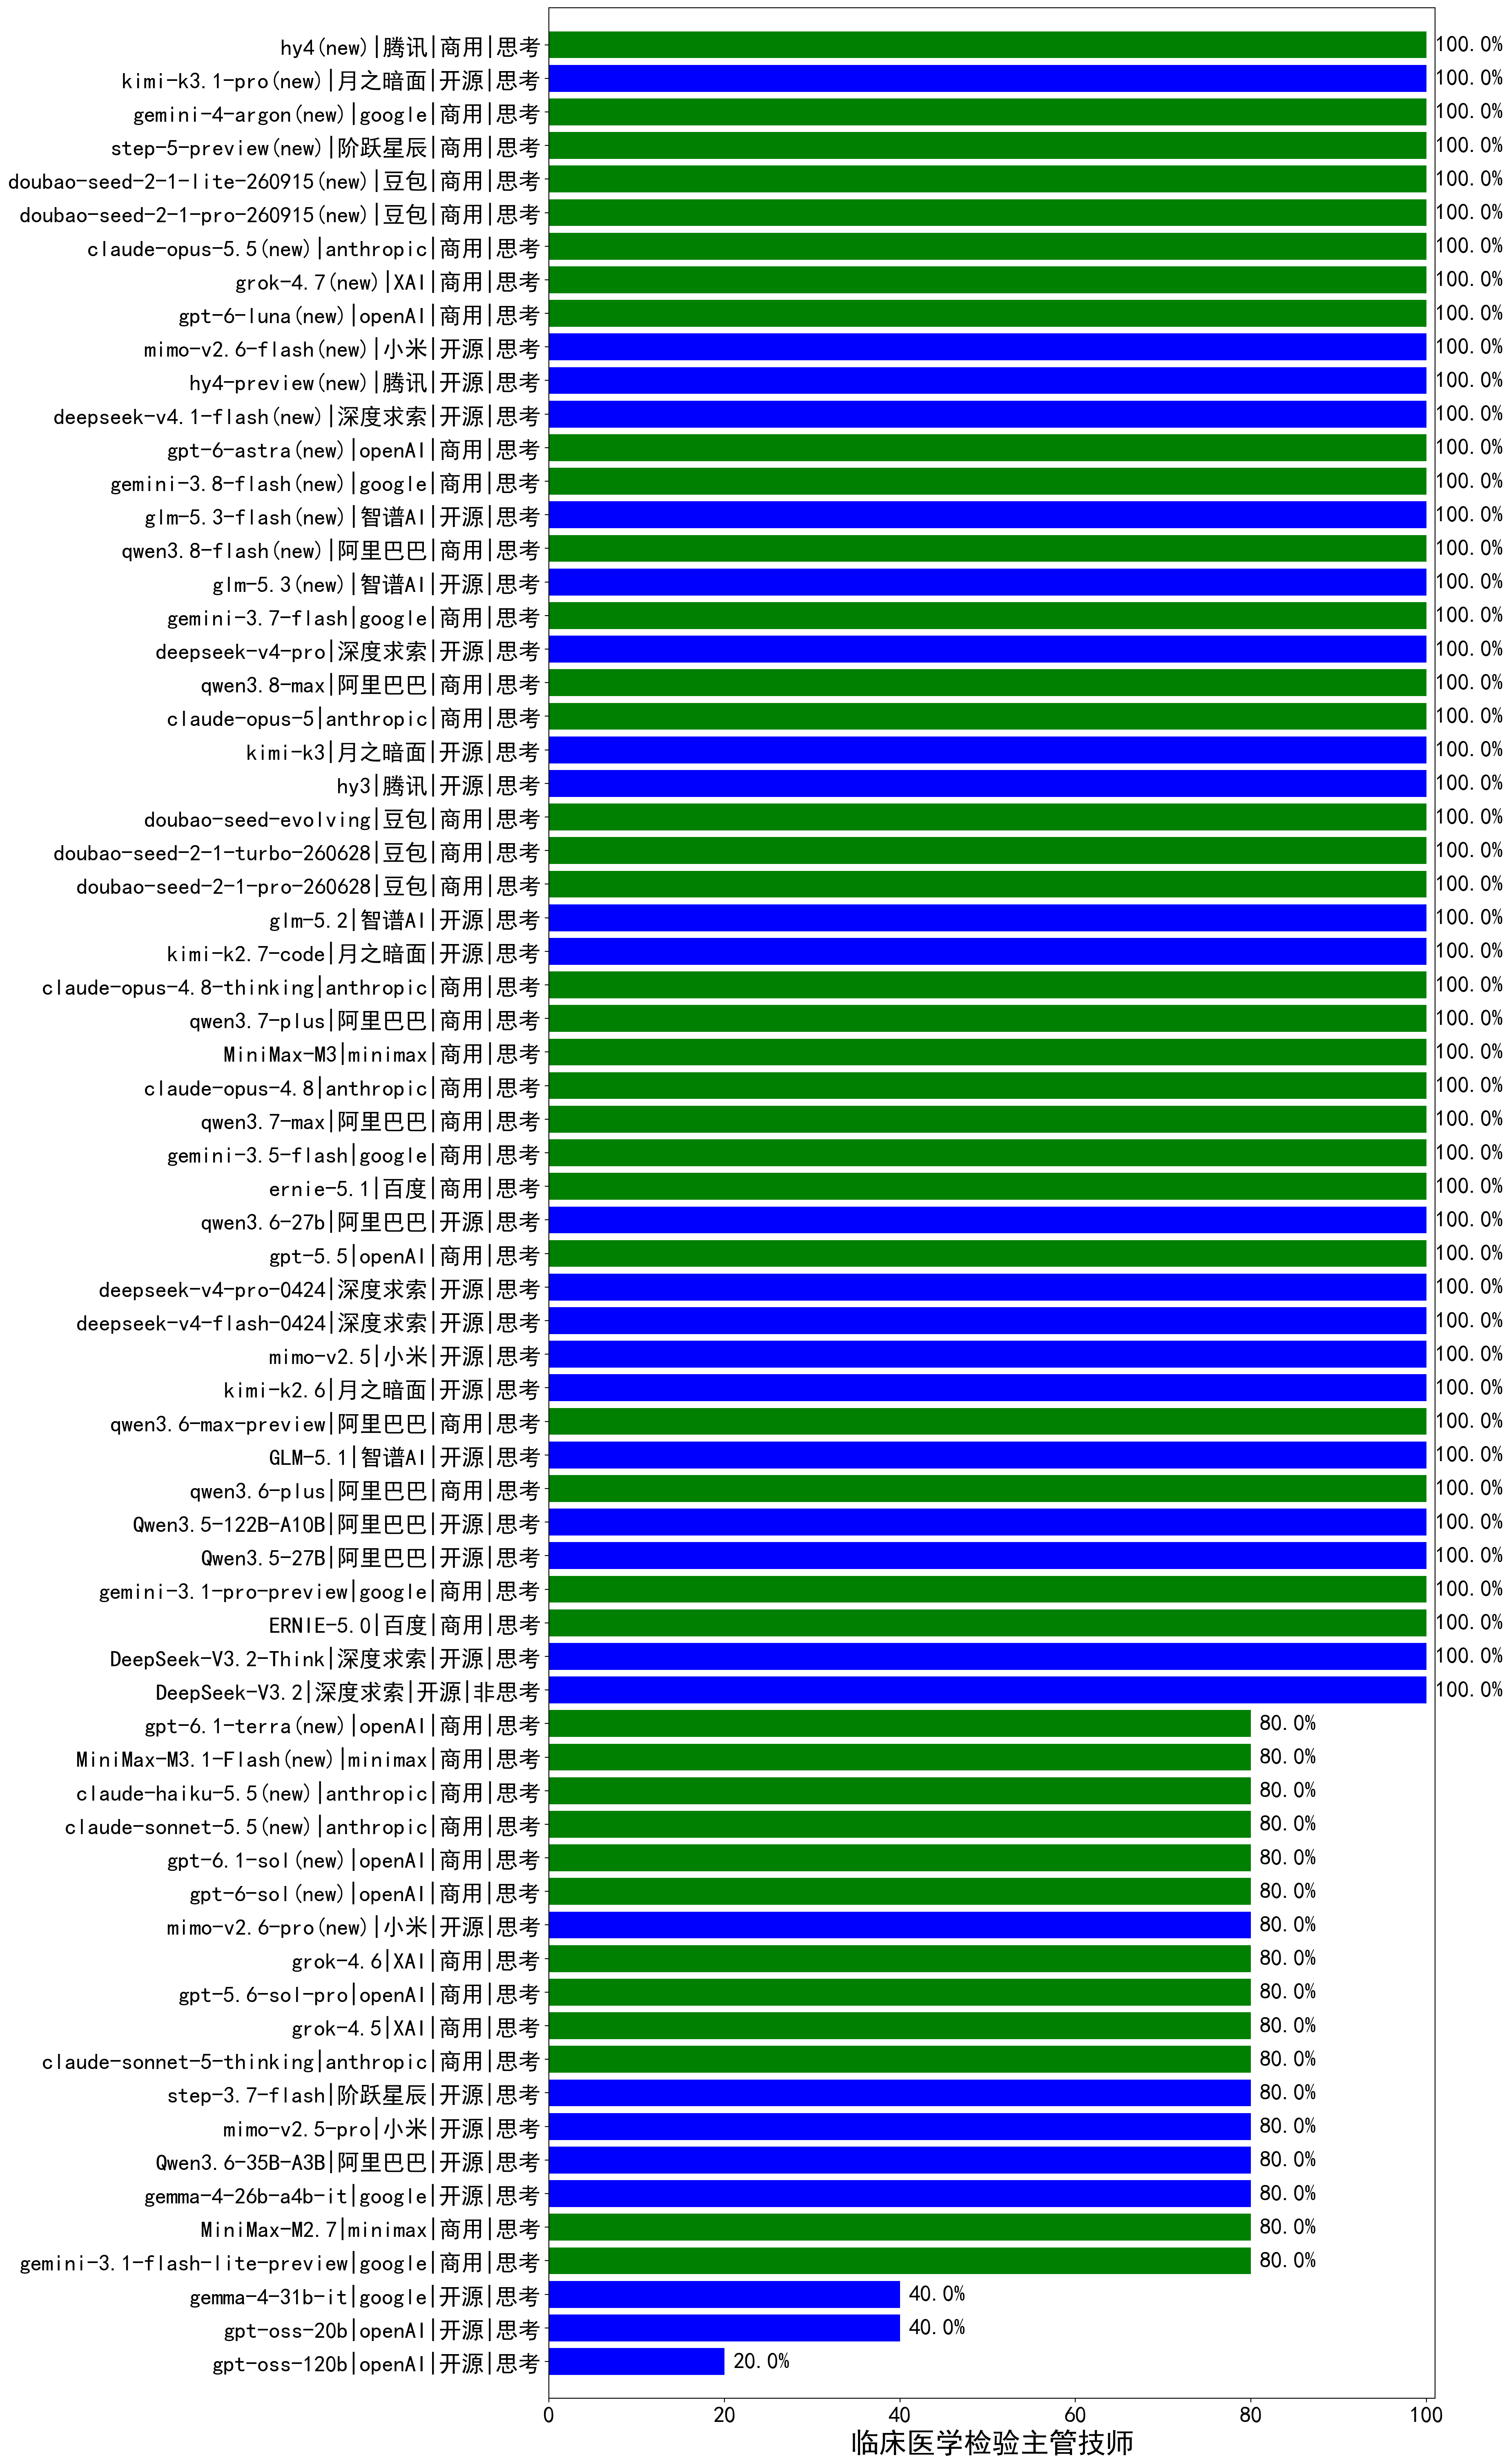 hy4(new)|腾讯|商用|思考 100.0%
kimi-k3.1-pro(new)|月之暗面|开源|思考 100.0%
gemini-4-argon(new)|google|商用|思考 100.0%
step-5-preview(new)|阶跃星辰|商用|思考 100.0%
doubao-seed-2-1-lite-260915(new)|豆包|商用|思考 100.0%
doubao-seed-2-1-pro-260915(new)|豆包|商用|思考 100.0%
claude-opus-5.5(new)|anthropic|商用|思考 100.0%
grok-4.7(new)|XAI|商用|思考 100.0%
gpt-6-luna(new)|openAI|商用|思考 100.0%
mimo-v2.6-flash(new)|小米|开源|思考 100.0%
hy4-preview(new)|腾讯|开源|思考 100.0%
deepseek-v4.1-flash(new)|深度求索|开源|思考 100.0%
gpt-6-astra(new)|openAI|商用|思考 100.0%
gemini-3.8-flash(new)|google|商用|思考 100.0%
glm-5.3-flash(new)|智谱AI|开源|思考 100.0%
qwen3.8-flash(new)|阿里巴巴|商用|思考 100.0%
glm-5.3(new)|智谱AI|开源|思考 100.0%
gemini-3.7-flash|google|商用|思考 100.0%
deepseek-v4-pro|深度求索|开源|思考 100.0%
qwen3.8-max|阿里巴巴|商用|思考 100.0%
claude-opus-5|anthropic|商用|思考 100.0%
kimi-k3|月之暗面|开源|思考 100.0%
hy3|腾讯|开源|思考 100.0%
doubao-seed-evolving|豆包|商用|思考 100.0%
doubao-seed-2-1-turbo-260628|豆包|商用|思考 100.0%
doubao-seed-2-1-pro-260628|豆包|商用|思考 100.0%
glm-5.2|智谱AI|开源|思考 100.0%
kimi-k2.7-code|月之暗面|开源|思考 100.0%
claude-opus-4.8-thinking|anthropic|商用|思考 100.0%
qwen3.7-plus|阿里巴巴|商用|思考 100.0%
MiniMax-M3|minimax|商用|思考 100.0%
claude-opus-4.8|anthropic|商用|思考 100.0%
qwen3.7-max|阿里巴巴|商用|思考 100.0%
gemini-3.5-flash|google|商用|思考 100.0%
ernie-5.1|百度|商用|思考 100.0%
qwen3.6-27b|阿里巴巴|开源|思考 100.0%
gpt-5.5|openAI|商用|思考 100.0%
deepseek-v4-pro-0424|深度求索|开源|思考 100.0%
deepseek-v4-flash-0424|深度求索|开源|思考 100.0%
mimo-v2.5|小米|开源|思考 100.0%
kimi-k2.6|月之暗面|开源|思考 100.0%
qwen3.6-max-preview|阿里巴巴|商用|思考 100.0%
GLM-5.1|智谱AI|开源|思考 100.0%
qwen3.6-plus|阿里巴巴|商用|思考 100.0%
Qwen3.5-122B-A10B|阿里巴巴|开源|思考 100.0%
Qwen3.5-27B|阿里巴巴|开源|思考 100.0%
gemini-3.1-pro-preview|google|商用|思考 100.0%
ERNIE-5.0|百度|商用|思考 100.0%
DeepSeek-V3.2-Think|深度求索|开源|思考 100.0%
DeepSeek-V3.2|深度求索|开源|非思考 100.0%
gpt-6.1-terra(new)|openAI|商用|思考 80.0%
MiniMax-M3.1-Flash(new)|minimax|商用|思考 80.0%
claude-haiku-5.5(new)|anthropic|商用|思考 80.0%
claude-sonnet-5.5(new)|anthropic|商用|思考 80.0%
gpt-6.1-sol(new)|openAI|商用|思考 80.0%
gpt-6-sol(new)|openAI|商用|思考 80.0%
mimo-v2.6-pro(new)|小米|开源|思考 80.0%
grok-4.6|XAI|商用|思考 80.0%
gpt-5.6-sol-pro|openAI|商用|思考 80.0%
grok-4.5|XAI|商用|思考 80.0%
claude-sonnet-5-thinking|anthropic|商用|思考 80.0%
step-3.7-flash|阶跃星辰|开源|思考 80.0%
mimo-v2.5-pro|小米|开源|思考 80.0%
Qwen3.6-35B-A3B|阿里巴巴|开源|思考 80.0%
gemma-4-26b-a4b-it|google|开源|思考 80.0%
MiniMax-M2.7|minimax|商用|思考 80.0%
gemini-3.1-flash-lite-preview|google|商用|思考 80.0%
gemma-4-31b-it|google|开源|思考 40.0%
gpt-oss-20b|openAI|开源|思考 40.0%
gpt-oss-120b|openAI|开源|思考 20.0%
0 20 40 60 80 100
临床医学检验主管技师